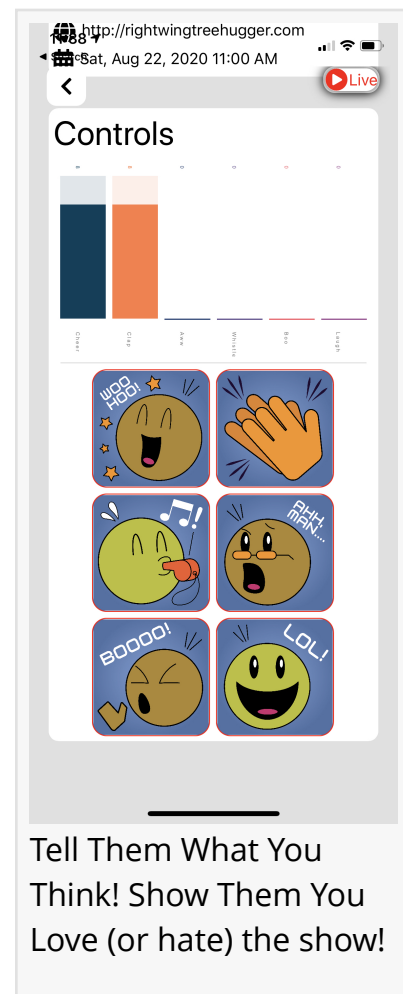 http://rightwingtreehugger.com
Sat, Aug 22, 2020 11:00 AM
Live
Controls
Cheer
Clap
Aww
Whistle
Boo
Laugh
WOO HOO!
AHH, MAN....
BOOOO!
LOL!
Tell Them What You
Think! Show Them You
Love (or hate) the show!